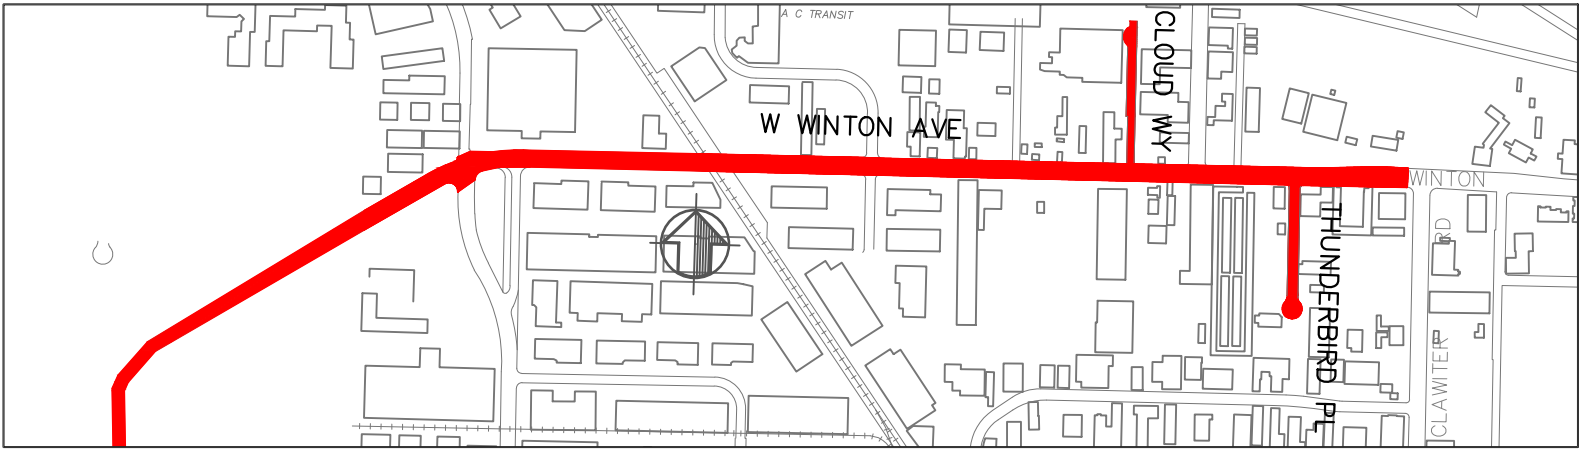 A C TRANSIT
CLOUD WY
W WINTON AVE
WINTON
THUNDERBIRD PL
CLAWITER RD